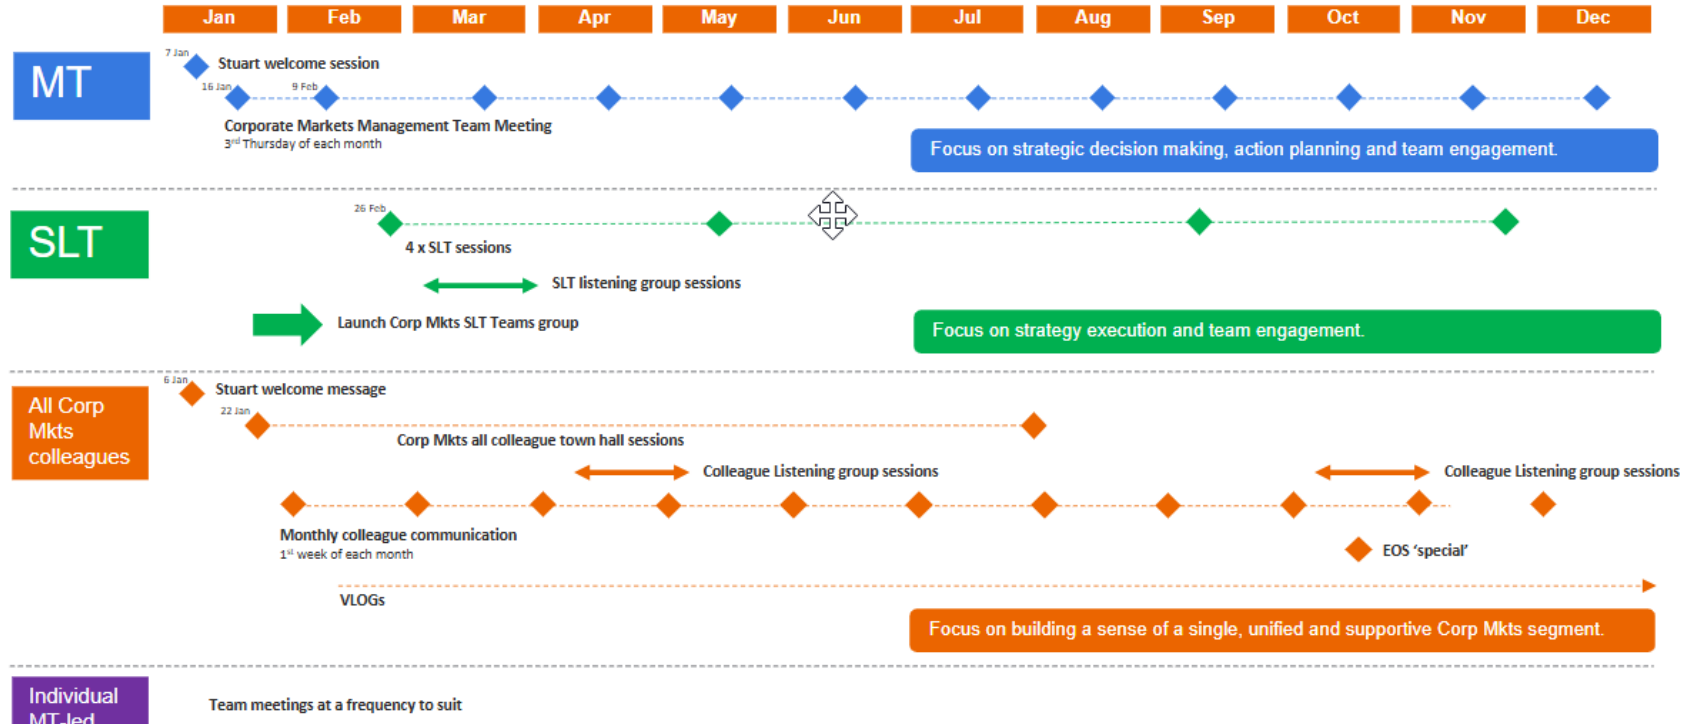 Jan Feb Mar Apr May Jun Jul Aug Sep Oct Nov Dec
MT
7 Jan
Stuart welcome session
16 Jan
9 Feb
Corporate Markets Management Team Meeting
3rd Thursday of each month
Focus on strategic decision making, action planning and team engagement.
SLT
26 Feb
4 x SLT sessions
SLT listening group sessions
Launch Corp Mkts SLT Teams group
Focus on strategy execution and team engagement.
All Corp
Mkts
colleagues
6 Jan
Stuart welcome message
22 Jan
Corp Mkts all colleague town hall sessions
Colleague Listening group sessions
Colleague Listening group sessions
Monthly colleague communication
1st week of each month
EOS ‘special’
VLOGs
Focus on building a sense of a single, unified and supportive Corp Mkts segment.
Individual
MT-led
Team meetings at a frequency to suit